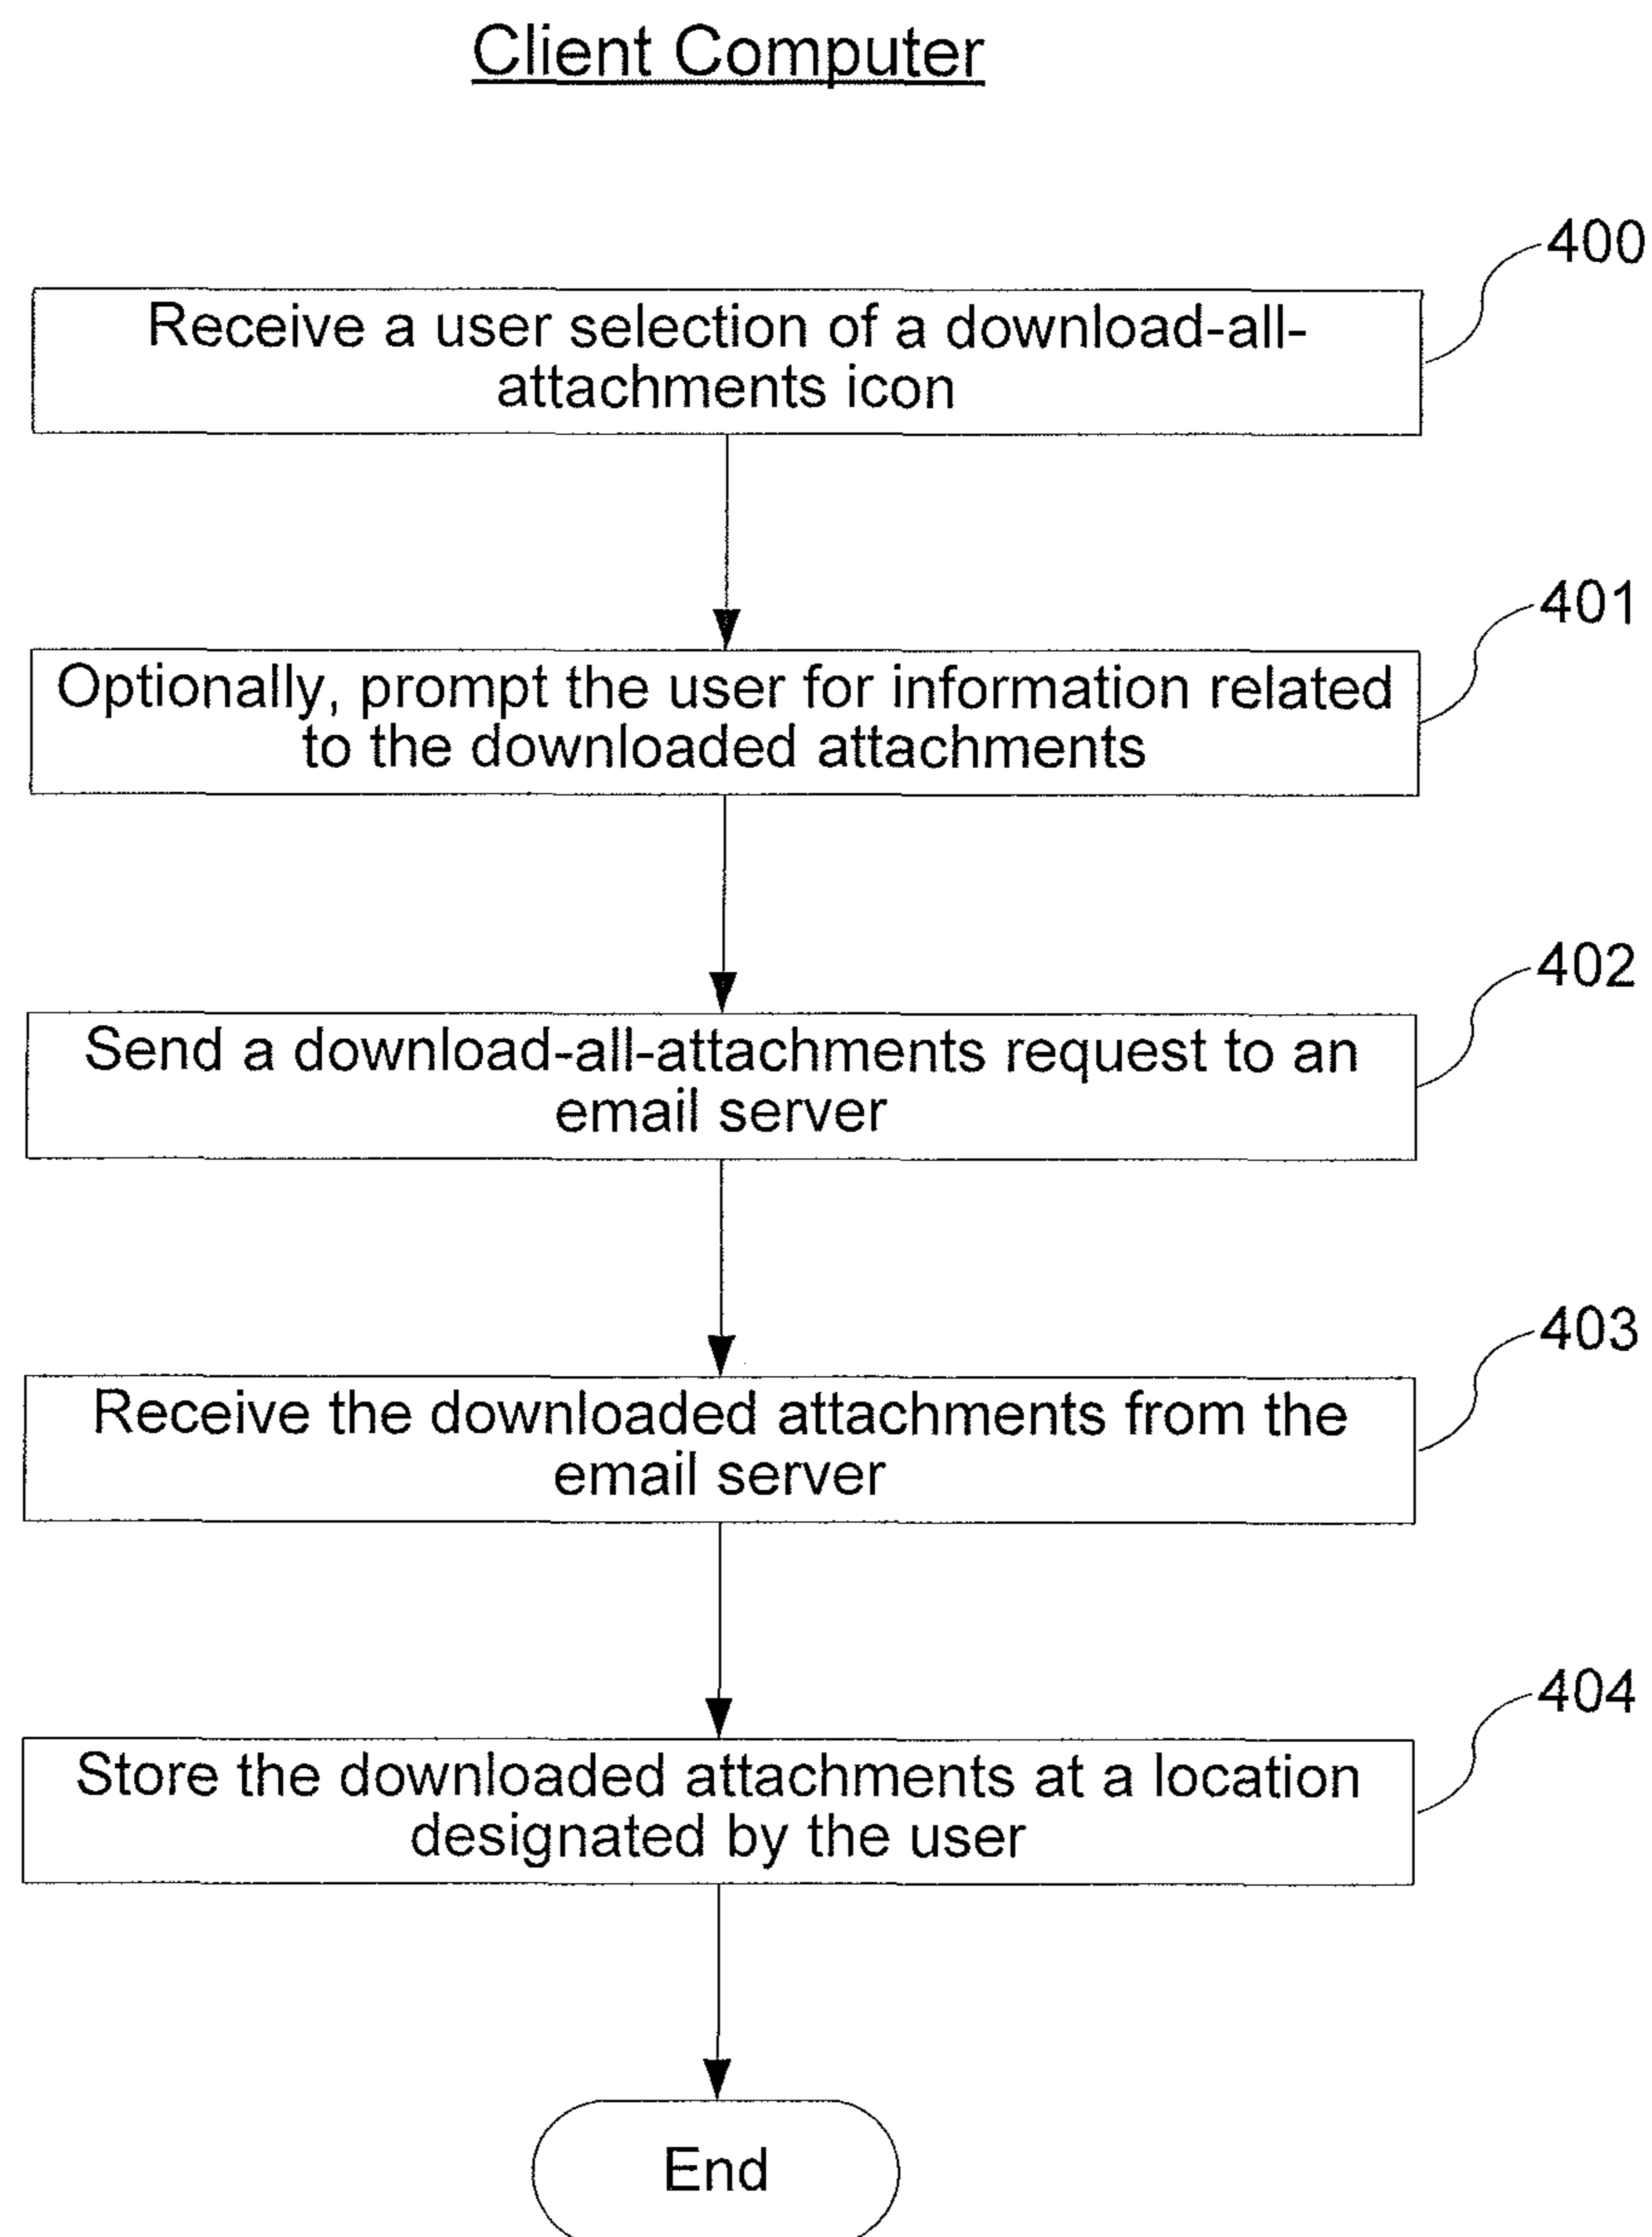 Client Computer
400
Receive a user selection of a download-all-
attachments icon
401
Optionally, prompt the user for information related
to the downloaded attachments
402
Send a download-all-attachments request to an
email server
403
Receive the downloaded attachments from the
email server
404
Store the downloaded attachments at a location
designated by the user
End